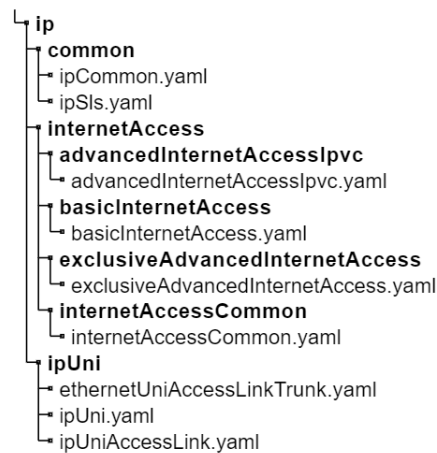 ip
common
ipCommon.yaml
ipSls.yaml
internetAccess
advancedInternetAccessIpvc
advancedInternetAccessIpvc.yaml
basicInternetAccess
basicInternetAccess.yaml
exclusiveAdvancedInternetAccess
exclusiveAdvancedInternetAccess.yaml
internetAccessCommon
internetAccessCommon.yaml
ipUni
ethernetUniAccessLinkTrunk.yaml
ipUni.yaml
ipUniAccessLink.yaml